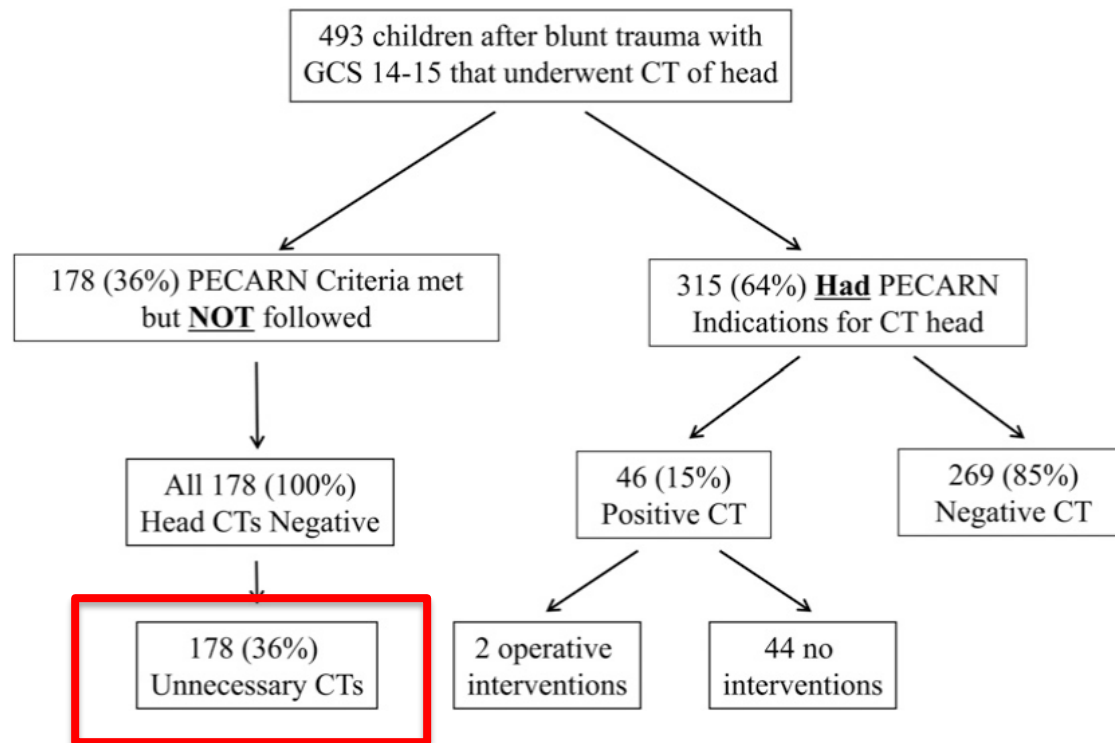 493 children after blunt trauma with
GCS 14-15 that underwent CT of head
178 (36%) PECARN Criteria met
but NOT followed
315 (64%) Had PECARN
Indications for CT head
All 178 (100%)
Head CTs Negative
46 (15%)
Positive CT
269 (85%)
Negative CT
178 (36%)
Unnecessary CTs
2 operative
interventions
44 no
interventions